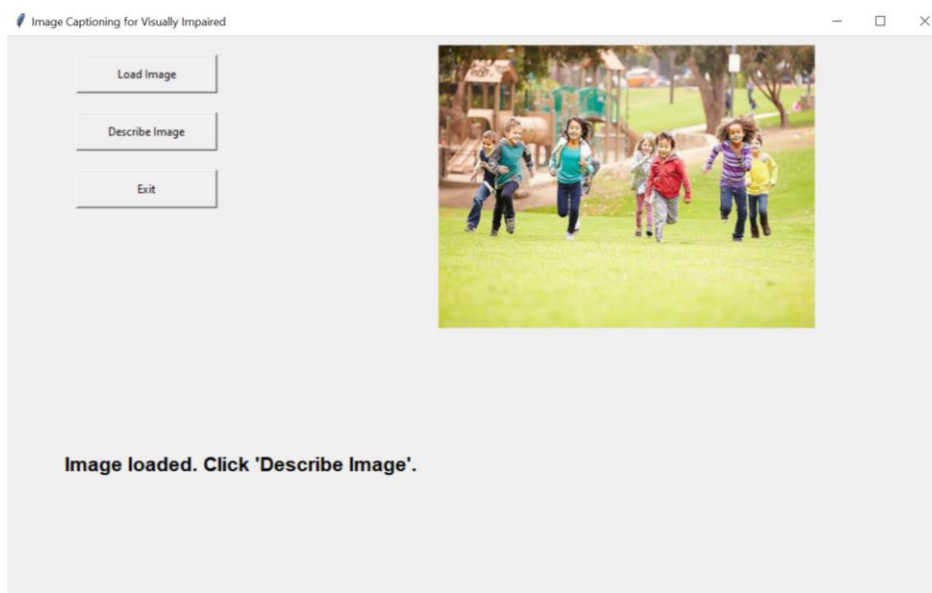 Image Captioning for Visually Impaired
Load Image
Describe Image
Exit
Image loaded. Click 'Describe Image'.